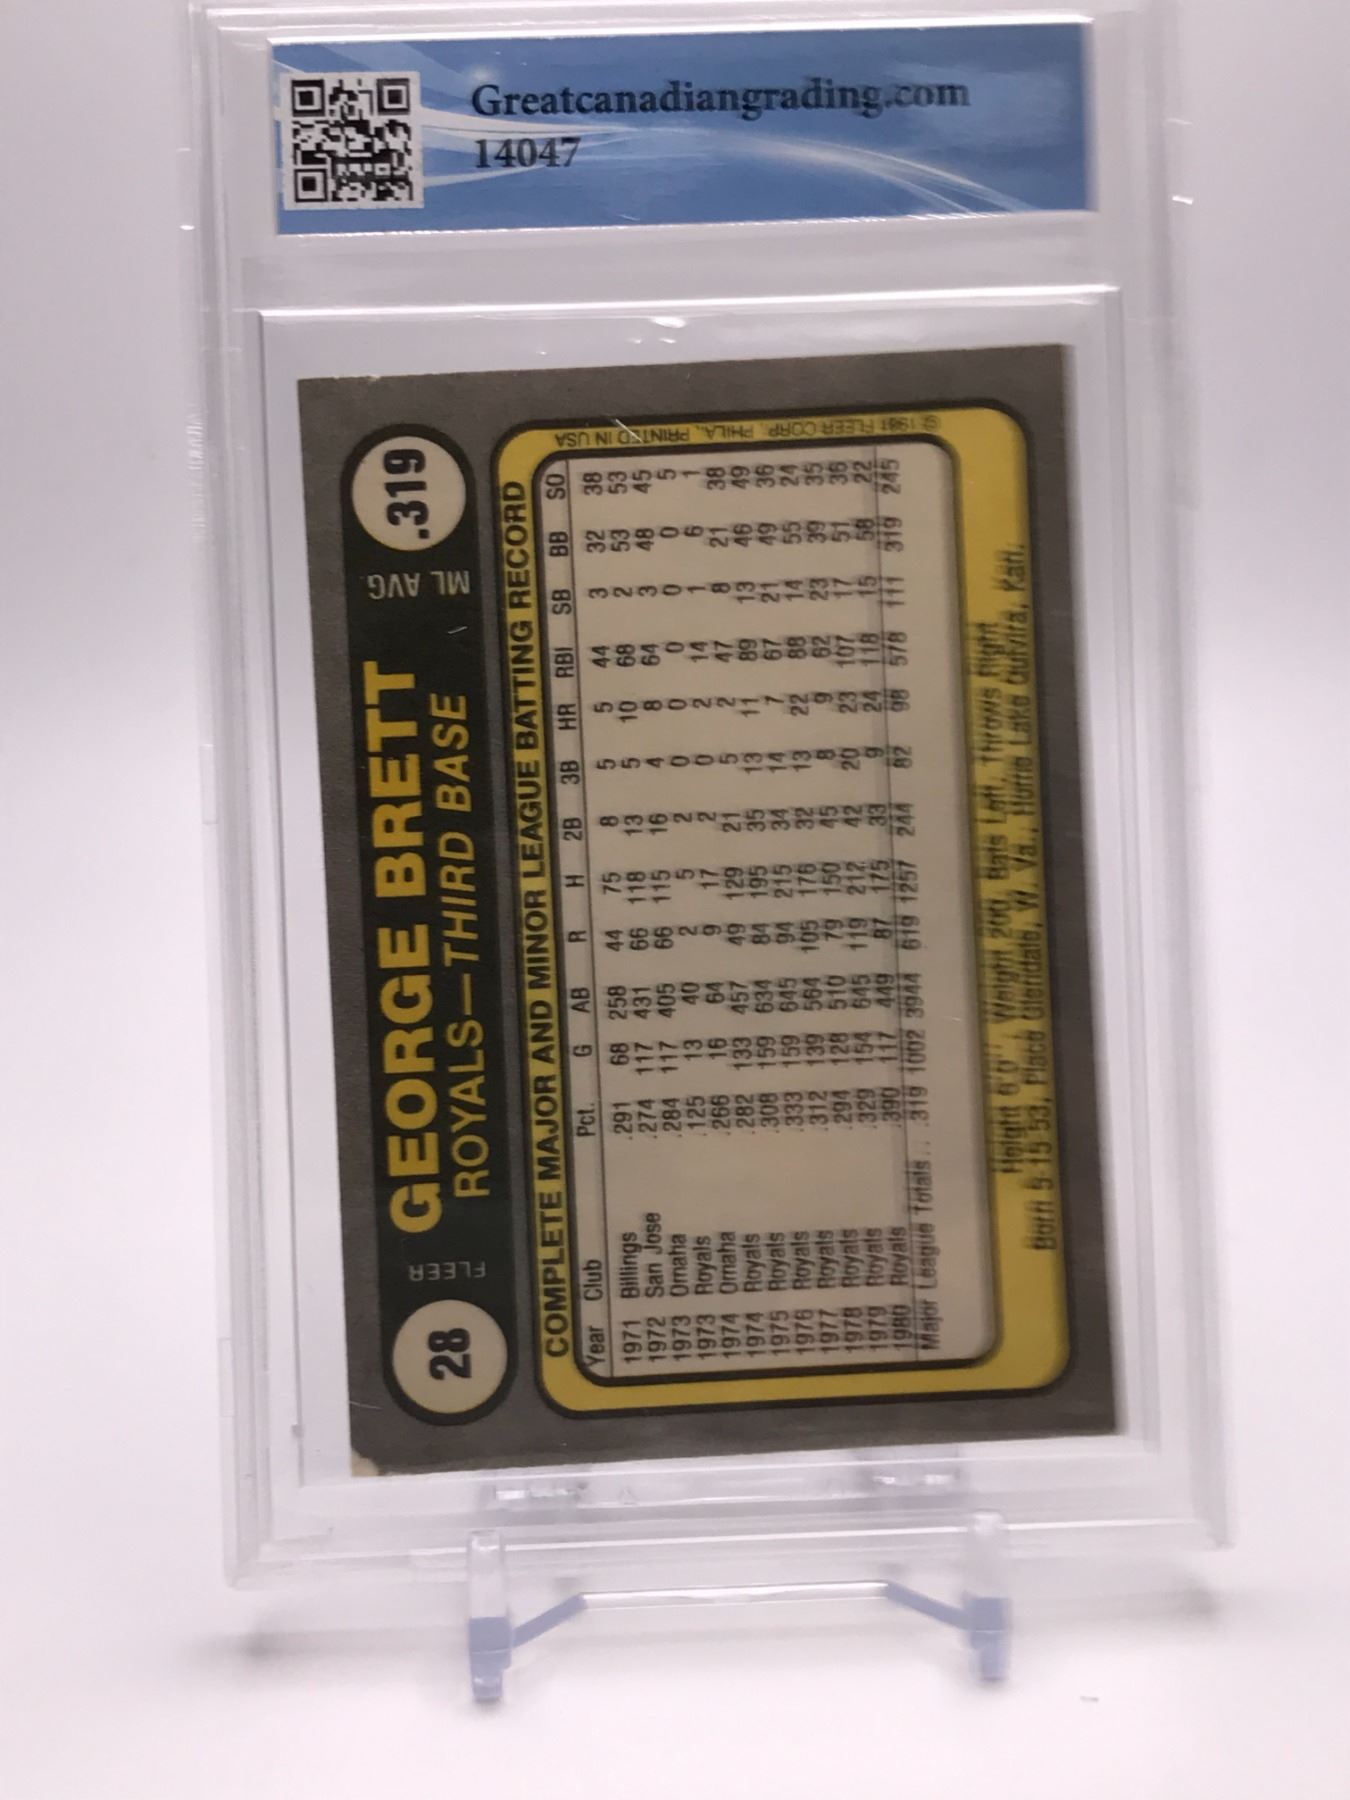 Greatcanadiangrading.com
14047
28 FLEER GEORGE BRETT ML AVG. .319
ROYALS—THIRD BASE
COMPLETE MAJOR AND MINOR LEAGUE BATTING RECORD
Year Club Pct. G AB R H 2B 3B HR RBI SB BB SO
1971 Billings .291 68 258 44 75 8 5 5 44 3 32 38
1972 San Jose .274 117 431 66 118 13 5 10 68 2 53 53
1973 Omaha .284 117 405 66 115 16 4 8 64 3 48 45
1973 Royals .125 13 40 2 5 2 0 0 0 0 0 5
1974 Omaha .266 16 64 9 17 2 0 2 14 1 6 1
1974 Royals .282 133 457 49 129 21 5 2 47 8 21 38
1975 Royals .308 159 634 84 195 35 13 11 89 13 46 49
1976 Royals .333 159 645 94 215 34 14 7 67 21 49 36
1977 Royals .312 139 564 105 176 32 13 22 88 14 55 24
1978 Royals .294 128 510 79 150 45 8 9 62 23 39 35
1979 Royals .329 154 645 119 212 42 20 23 107 17 51 36
1980 Royals .390 117 449 87 175 33 9 24 118 15 58 22
Major League Totals.. .319 1002 3944 619 1257 244 82 98 578 111 319 245
Height 6'0", Weight 200, Bats Left, Throws Right
Born 5-15-53, Place Glendale, W. Va., Home Lake Quivira, Kan.
© 1981 FLEER CORP., PHILA., PRINTED IN USA